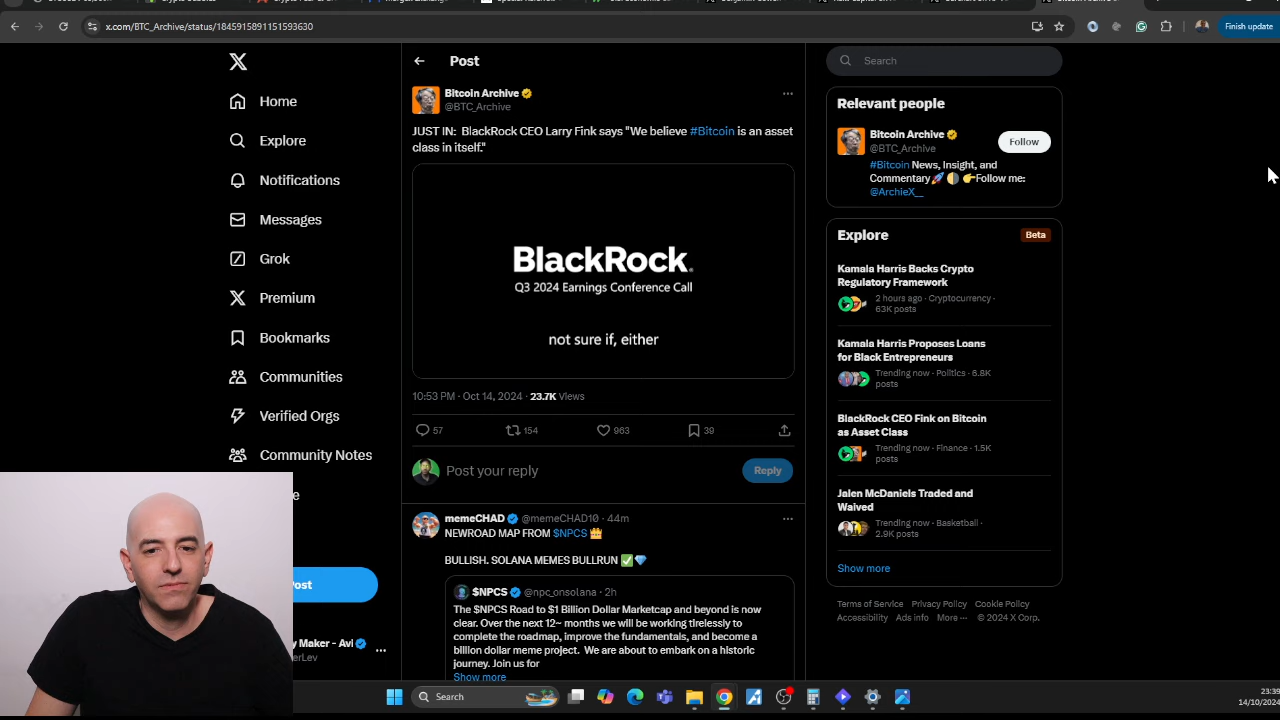 x.com/BTC_Archive/status/1845915891151593630
Finish update
Home
Explore
Notifications
Messages
Grok
Premium
Bookmarks
Communities
Verified Orgs
Community Notes
Post
Bitcoin Archive
@BTC_Archive
JUST IN: BlackRock CEO Larry Fink says "We believe #Bitcoin is an asset
class in itself."
BlackRock.
Q3 2024 Earnings Conference Call
not sure if, either
10:53 PM · Oct 14, 2024 · 23.7K Views
57 154 963 39
Post your reply
Reply
memeCHAD @memeCHAD10 · 44m
NEWROAD MAP FROM $NPCS 👑
BULLISH. SOLANA MEMES BULLRUN ✅💎
$NPCS @npc_onsolana · 2h
The $NPCS Road to $1 Billion Dollar Marketcap and beyond is now
clear. Over the next 12~ months we will be working tirelessly to
complete the roadmap, improve the fundamentals, and become a
billion dollar meme project. We are about to embark on a historic
journey. Join us for
Show more
Search
Relevant people
Bitcoin Archive
@BTC_Archive
Follow
#Bitcoin News, Insight, and
Commentary🚀 🌗 👉Follow me:
@ArchieX__
Explore
Beta
Kamala Harris Backs Crypto
Regulatory Framework
2 hours ago · Cryptocurrency ·
63K posts
Kamala Harris Proposes Loans
for Black Entrepreneurs
Trending now · Politics · 6.8K
posts
BlackRock CEO Fink on Bitcoin
as Asset Class
Trending now · Finance · 1.5K
posts
Jalen McDaniels Traded and
Waived
Trending now · Basketball ·
2.9K posts
Show more
Terms of Service Privacy Policy Cookie Policy
Accessibility Ads info More ··· © 2024 X Corp.
Post
Maker - Avi
Search
23:39
14/10/2024